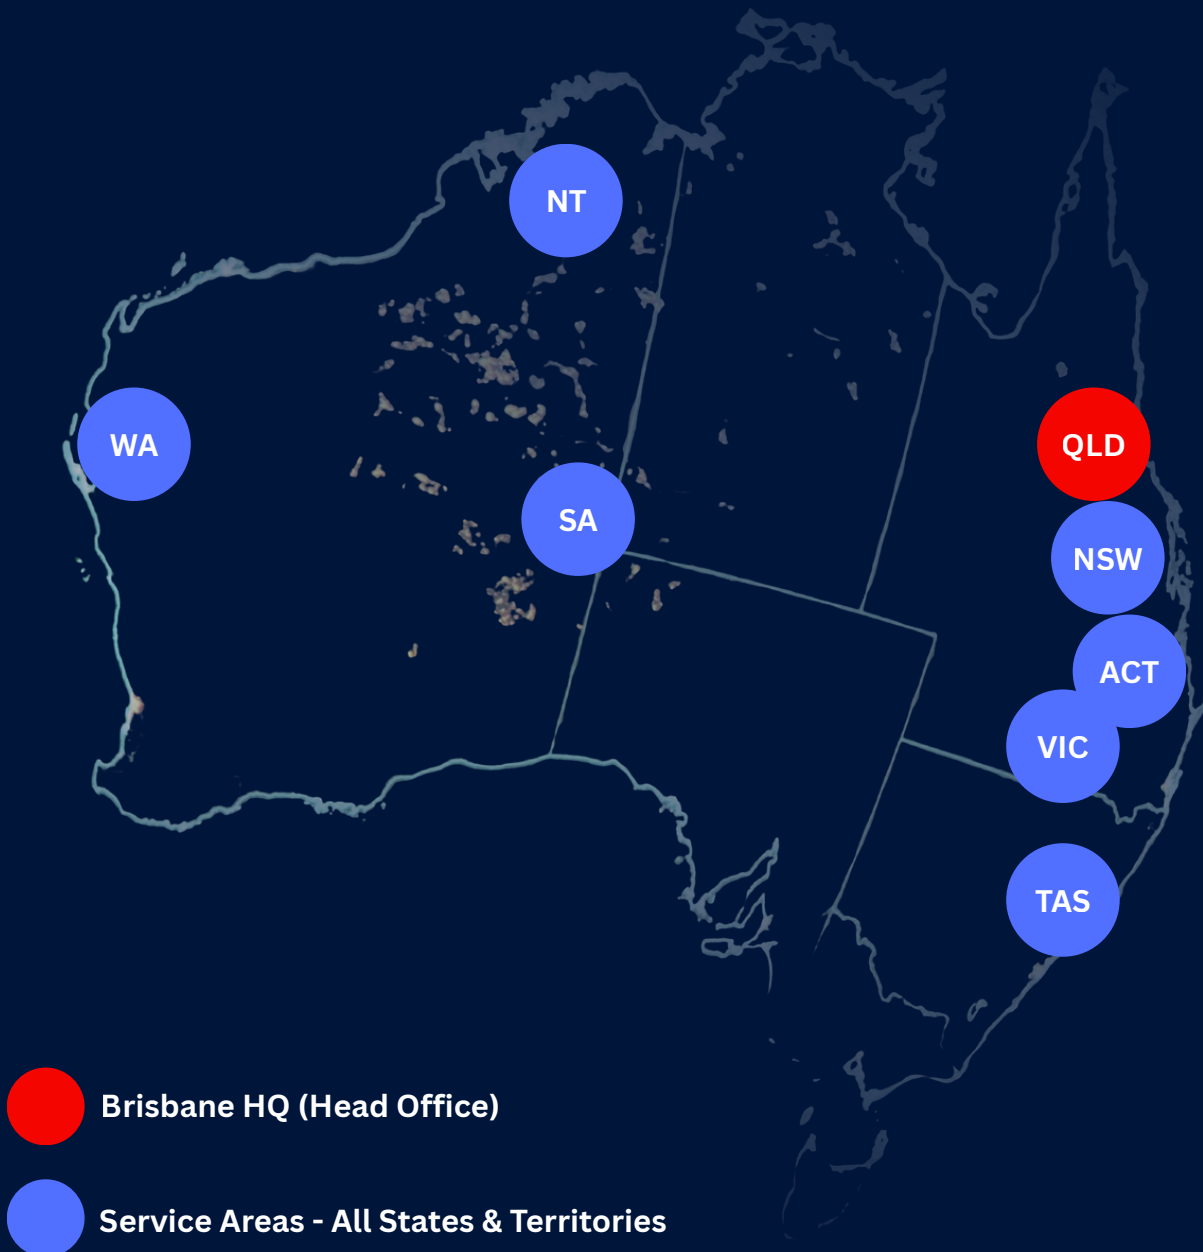 NT
WA
QLD
SA
NSW
ACT
VIC
TAS
Brisbane HQ (Head Office)
Service Areas - All States & Territories